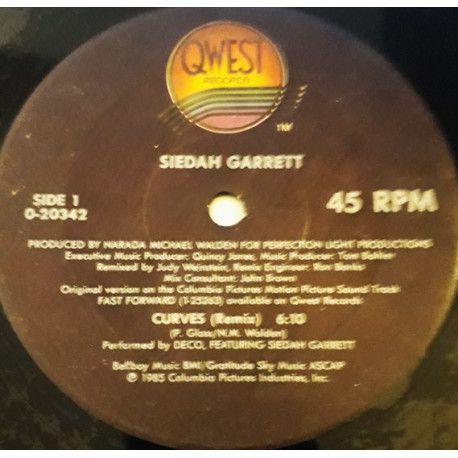 QWEST
RECORDS
TM
SIEDAH GARRETT
SIDE 1
0-20342
45 RPM
PRODUCED BY NARADA MICHAEL WALDEN FOR PERFECTION LIGHT PRODUCTIONS
Executive Music Producer: Quincy Jones, Music Producer: Tom Bahler
Remixed by Judy Weinstein, Remix Engineer: Ron Banks
Mix Consultant: John Brown
Original version on the Columbia Pictures Motion Picture Sound Track
FAST FORWARD (1-25263) available on Qwest Records
CURVES (Remix) 6:10
(P. Glass/N.M. Walden)
Performed by DECO, FEATURING SIEDAH GARRETT
Bellboy Music BMI/Gratitude Sky Music ASCAP
℗ 1985 Columbia Pictures Industries, Inc.